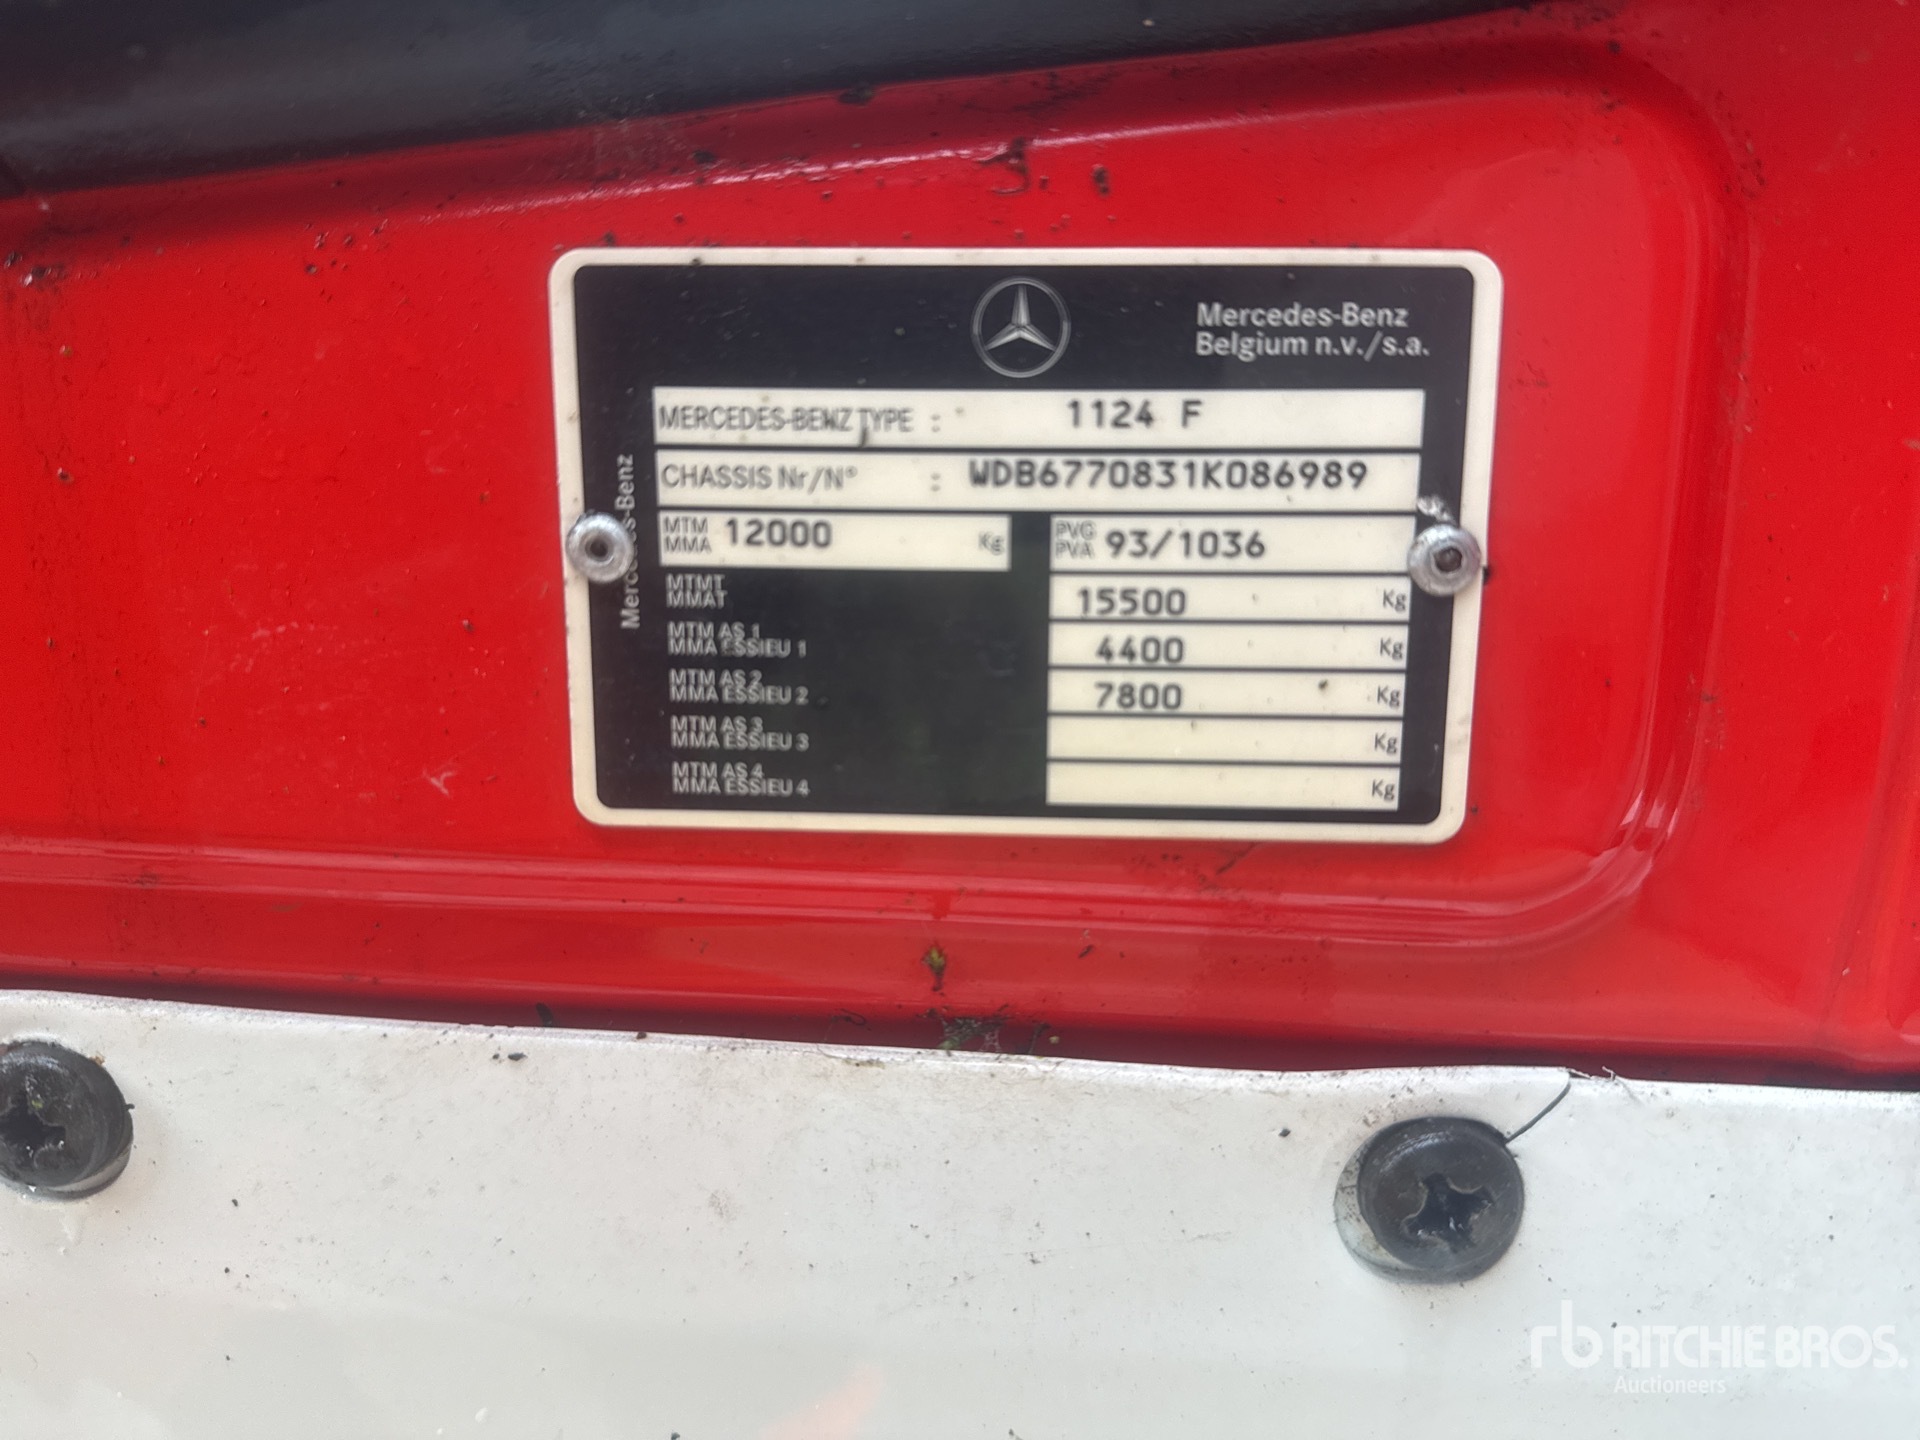 Mercedes-Benz
Belgium n.v./s.a.
Mercedes-Benz
MERCEDES-BENZ TYPE : 1124 F
CHASSIS Nr/N° : WDB6770831K086989
MTM
MMA 12000 Kg
PVG
PVA 93/1036
MTMT
MMAT 15500 Kg
MTM AS 1
MMA ESSIEU 1 4400 Kg
MTM AS 2
MMA ESSIEU 2 7800 Kg
MTM AS 3
MMA ESSIEU 3 Kg
MTM AS 4
MMA ESSIEU 4 Kg
rb RITCHIE BROS.
Auctioneers